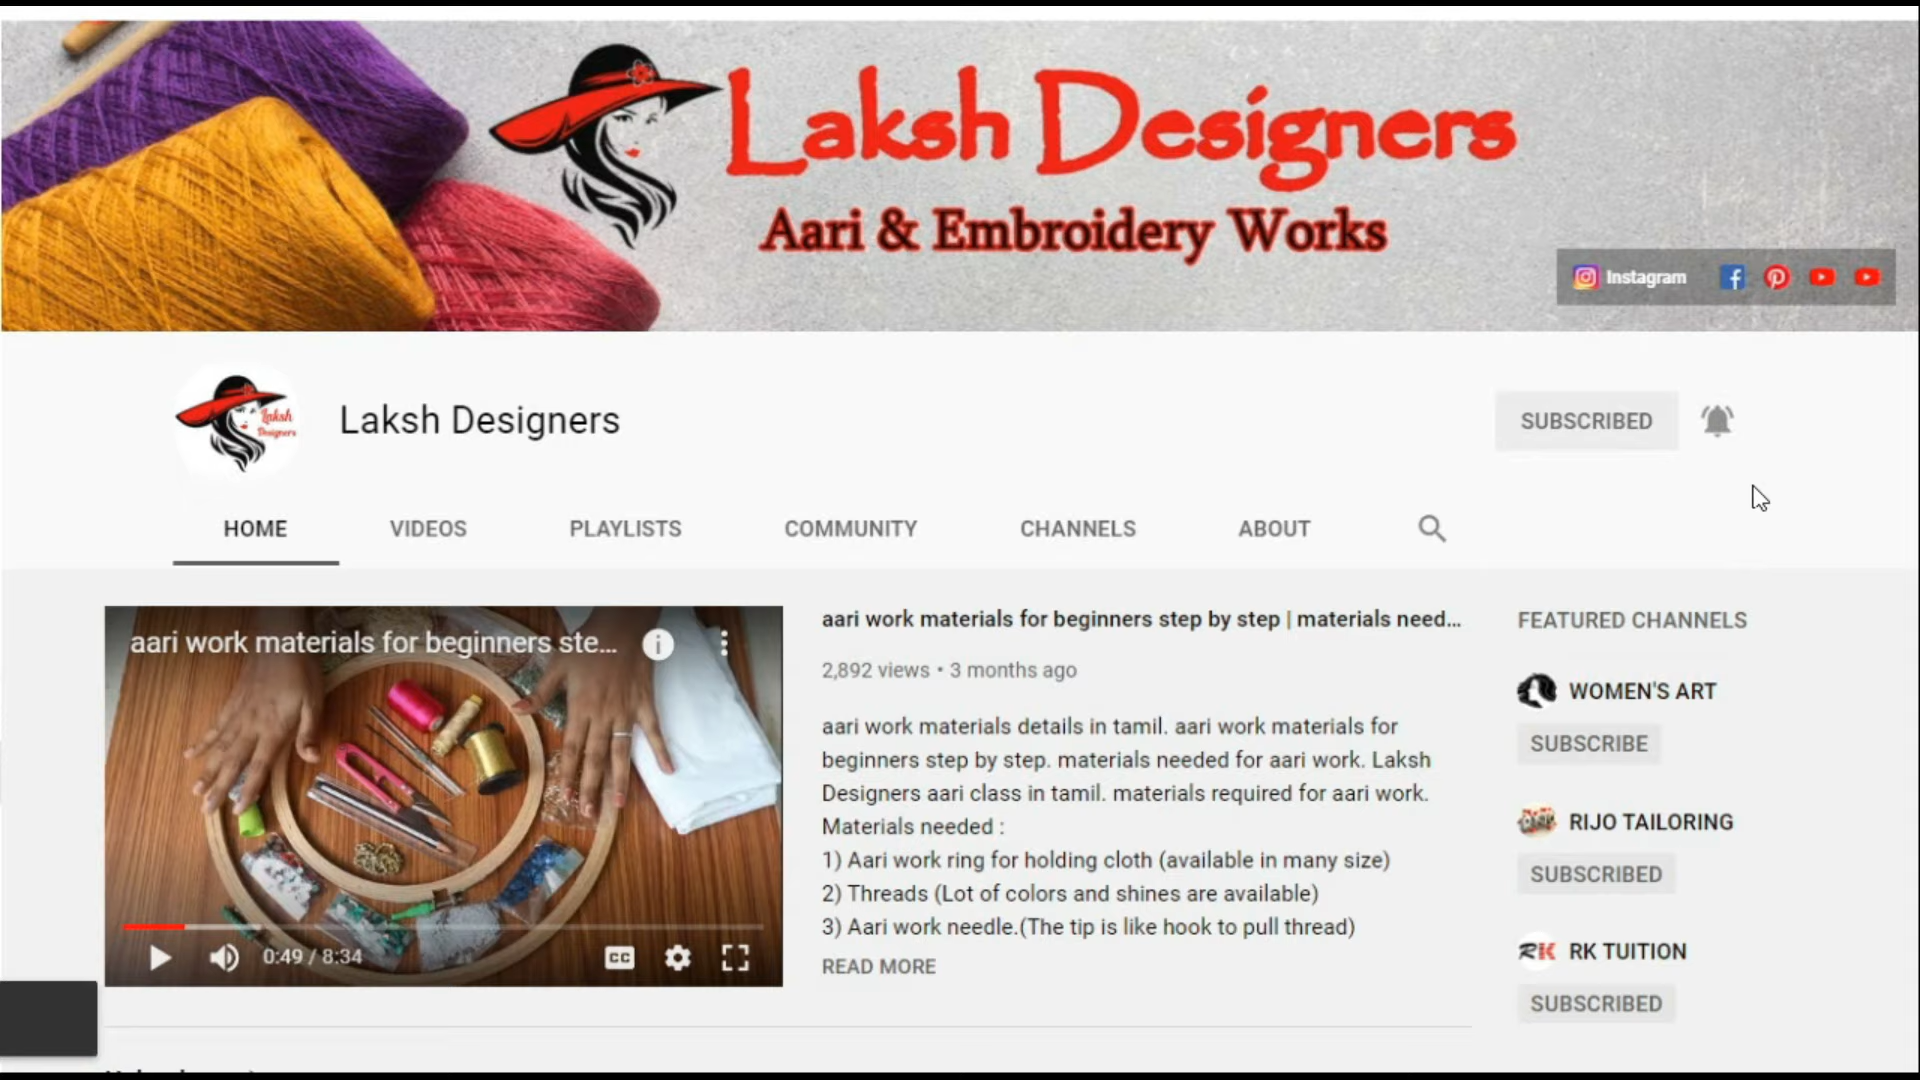 Laksh Designers
Aari & Embroidery Works
Instagram
Laksh
Designers
Laksh Designers
SUBSCRIBED
HOME VIDEOS PLAYLISTS COMMUNITY CHANNELS ABOUT
aari work materials for beginners ste...
0:49 / 8:34
CC
aari work materials for beginners step by step | materials need...
2,892 views • 3 months ago
aari work materials details in tamil. aari work materials for
beginners step by step. materials needed for aari work. Laksh
Designers aari class in tamil. materials required for aari work.
Materials needed :
1) Aari work ring for holding cloth (available in many size)
2) Threads (Lot of colors and shines are available)
3) Aari work needle.(The tip is like hook to pull thread)
READ MORE
FEATURED CHANNELS
WOMEN'S ART
SUBSCRIBE
RIJO TAILORING
SUBSCRIBED
RK RK TUITION
SUBSCRIBED